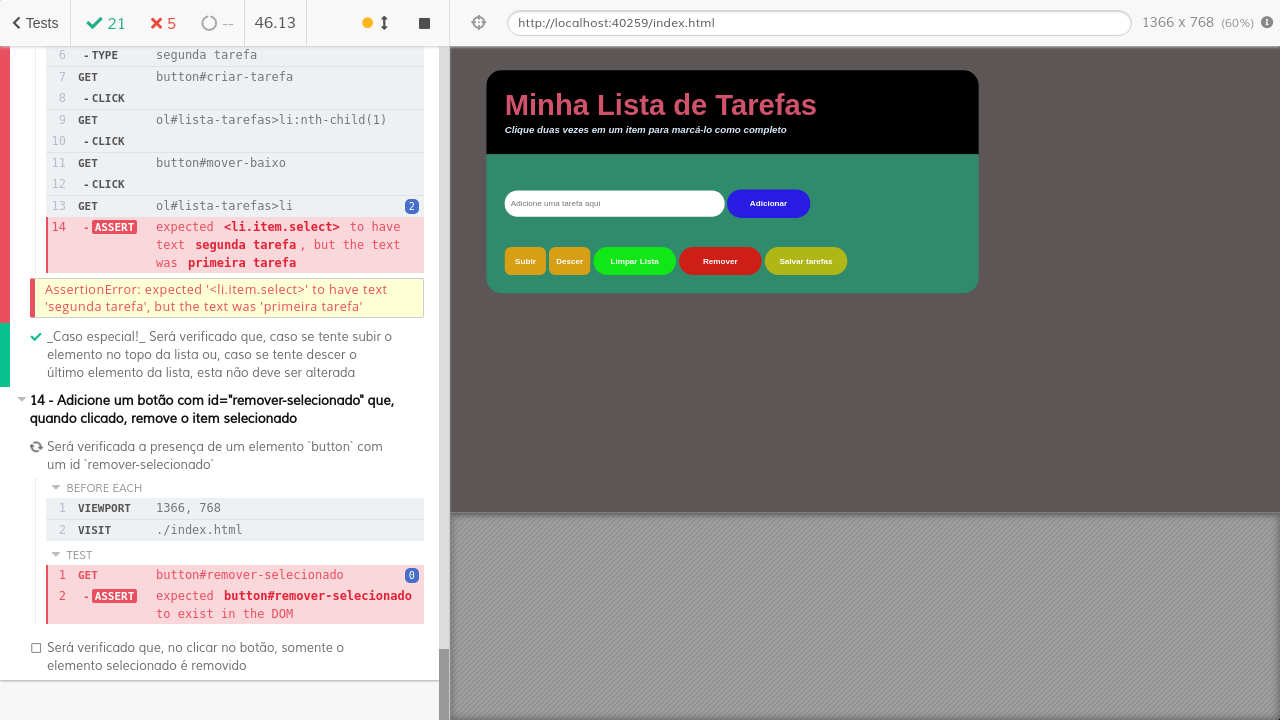 Tests
21
5
--
46.13
http://localhost:40259/index.html
1366 x 768 (60%)
6 - TYPE segunda tarefa
7 GET button#criar-tarefa
8 - CLICK
9 GET ol#lista-tarefas>li:nth-child(1)
10 - CLICK
11 GET button#mover-baixo
12 - CLICK
13 GET ol#lista-tarefas>li 2
14 - ASSERT expected <li.item.select> to have
text segunda tarefa, but the text
was primeira tarefa
AssertionError: expected '<li.item.select>' to have text
'segunda tarefa', but the text was 'primeira tarefa'
_Caso especial!_ Será verificado que, caso se tente subir o
elemento no topo da lista ou, caso se tente descer o
último elemento da lista, esta não deve ser alterada
14 - Adicione um botão com id="remover-selecionado" que,
quando clicado, remove o item selecionado
Será verificada a presença de um elemento `button` com
um id `remover-selecionado`
BEFORE EACH
1 VIEWPORT 1366, 768
2 VISIT ./index.html
TEST
1 GET button#remover-selecionado 0
2 - ASSERT expected button#remover-selecionado
to exist in the DOM
Será verificado que, no clicar no botão, somente o
elemento selecionado é removido
Minha Lista de Tarefas
Clique duas vezes em um item para marcá-lo como completo
Adicione uma tarefa aqui
Adicionar
Subir
Descer
Limpar Lista
Remover
Salvar tarefas